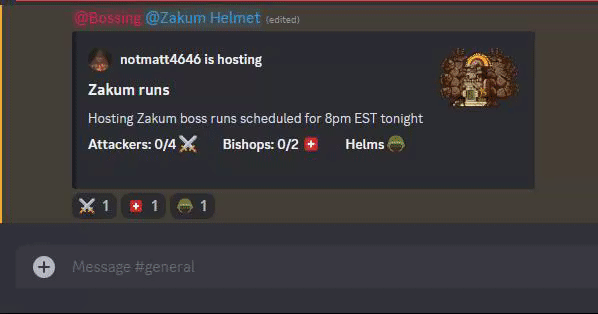 @Bossing @Zakum Helmet (edited)
notmatt4646 is hosting
Zakum runs
Hosting Zakum boss runs scheduled for 8pm EST tonight
Attackers: 0/4 Bishops: 0/2 Helms
1 1 1
Message #general